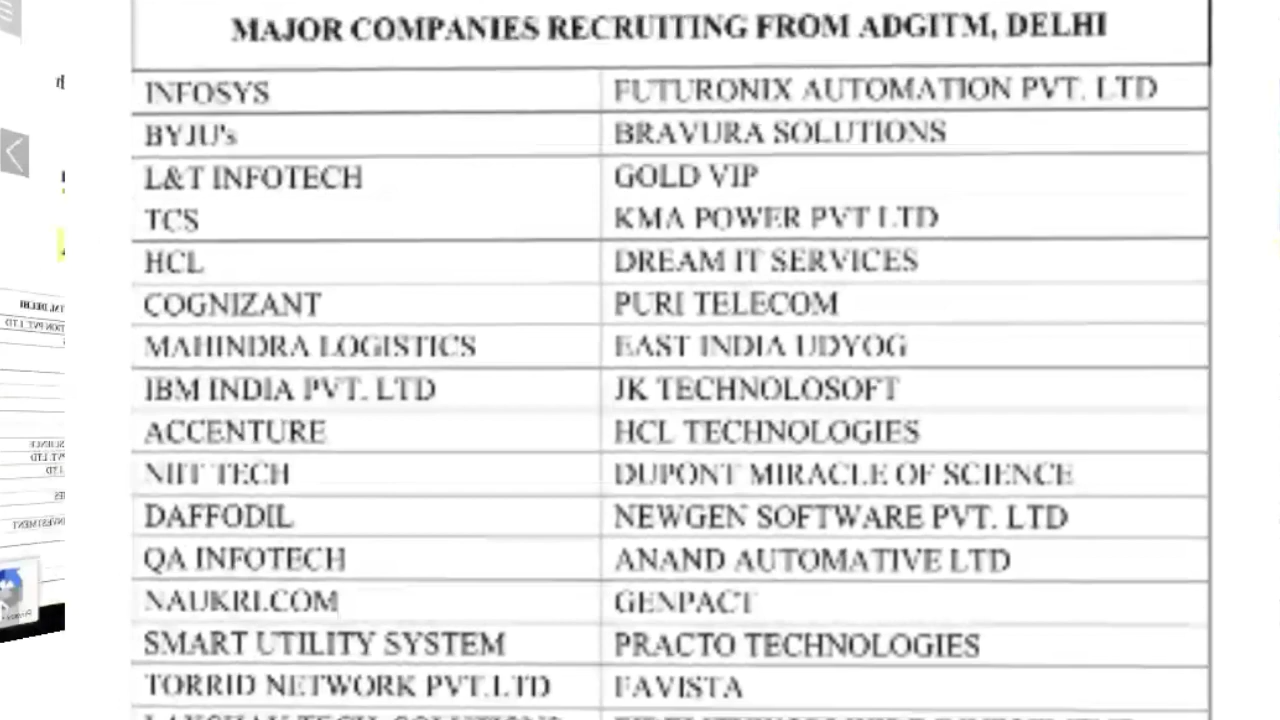 MAJOR COMPANIES RECRUITING FROM ADGITM, DELHI
INFOSYS FUTURONIX AUTOMATION PVT. LTD
BYJU's BRAVURA SOLUTIONS
L&T INFOTECH GOLD VIP
TCS KMA POWER PVT LTD
HCL DREAM IT SERVICES
COGNIZANT PURI TELECOM
MAHINDRA LOGISTICS EAST INDIA UDYOG
IBM INDIA PVT. LTD JK TECHNOLOSOFT
ACCENTURE HCL TECHNOLOGIES
NIIT TECH DUPONT MIRACLE OF SCIENCE
DAFFODIL NEWGEN SOFTWARE PVT. LTD
QA INFOTECH ANAND AUTOMATIVE LTD
NAUKRI.COM GENPACT
SMART UTILITY SYSTEM PRACTO TECHNOLOGIES
TORRID NETWORK PVT.LTD FAVISTA